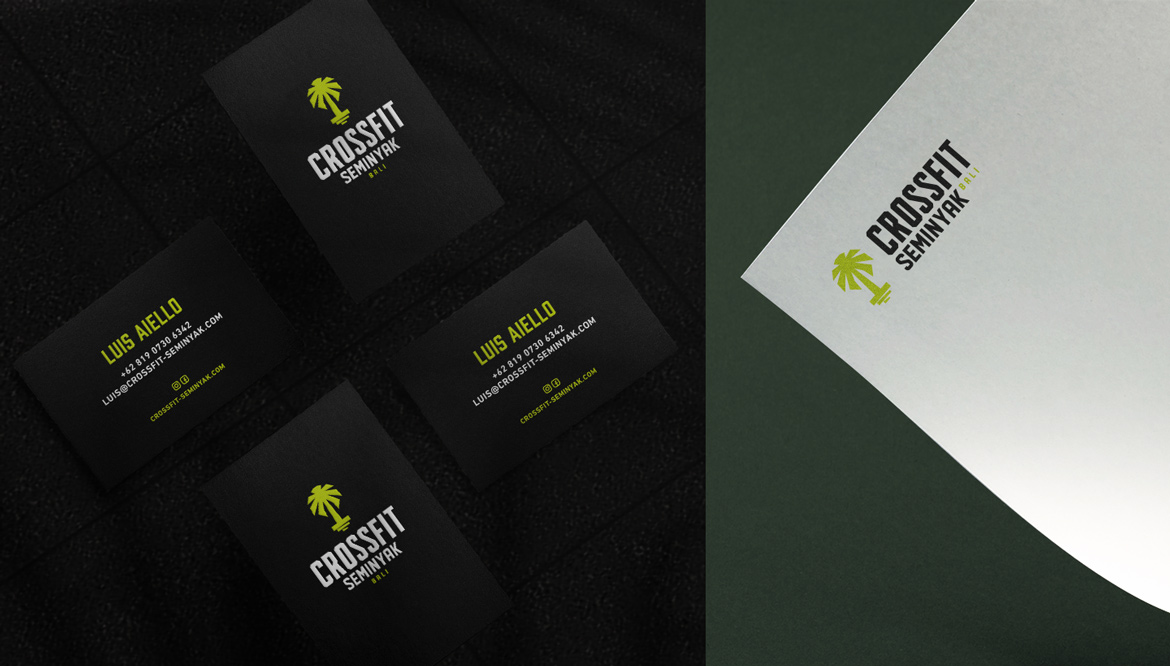 CROSSFIT
SEMINYAK
BALI
LUIS AIELLO
+62 819 0730 6342
LUIS@CROSSFIT-SEMINYAK.COM
CROSSFIT-SEMINYAK.COM
LUIS AIELLO
+62 819 0730 6342
LUIS@CROSSFIT-SEMINYAK.COM
CROSSFIT-SEMINYAK.COM
CROSSFIT
SEMINYAK
BALI
CROSSFIT
SEMINYAK
BALI